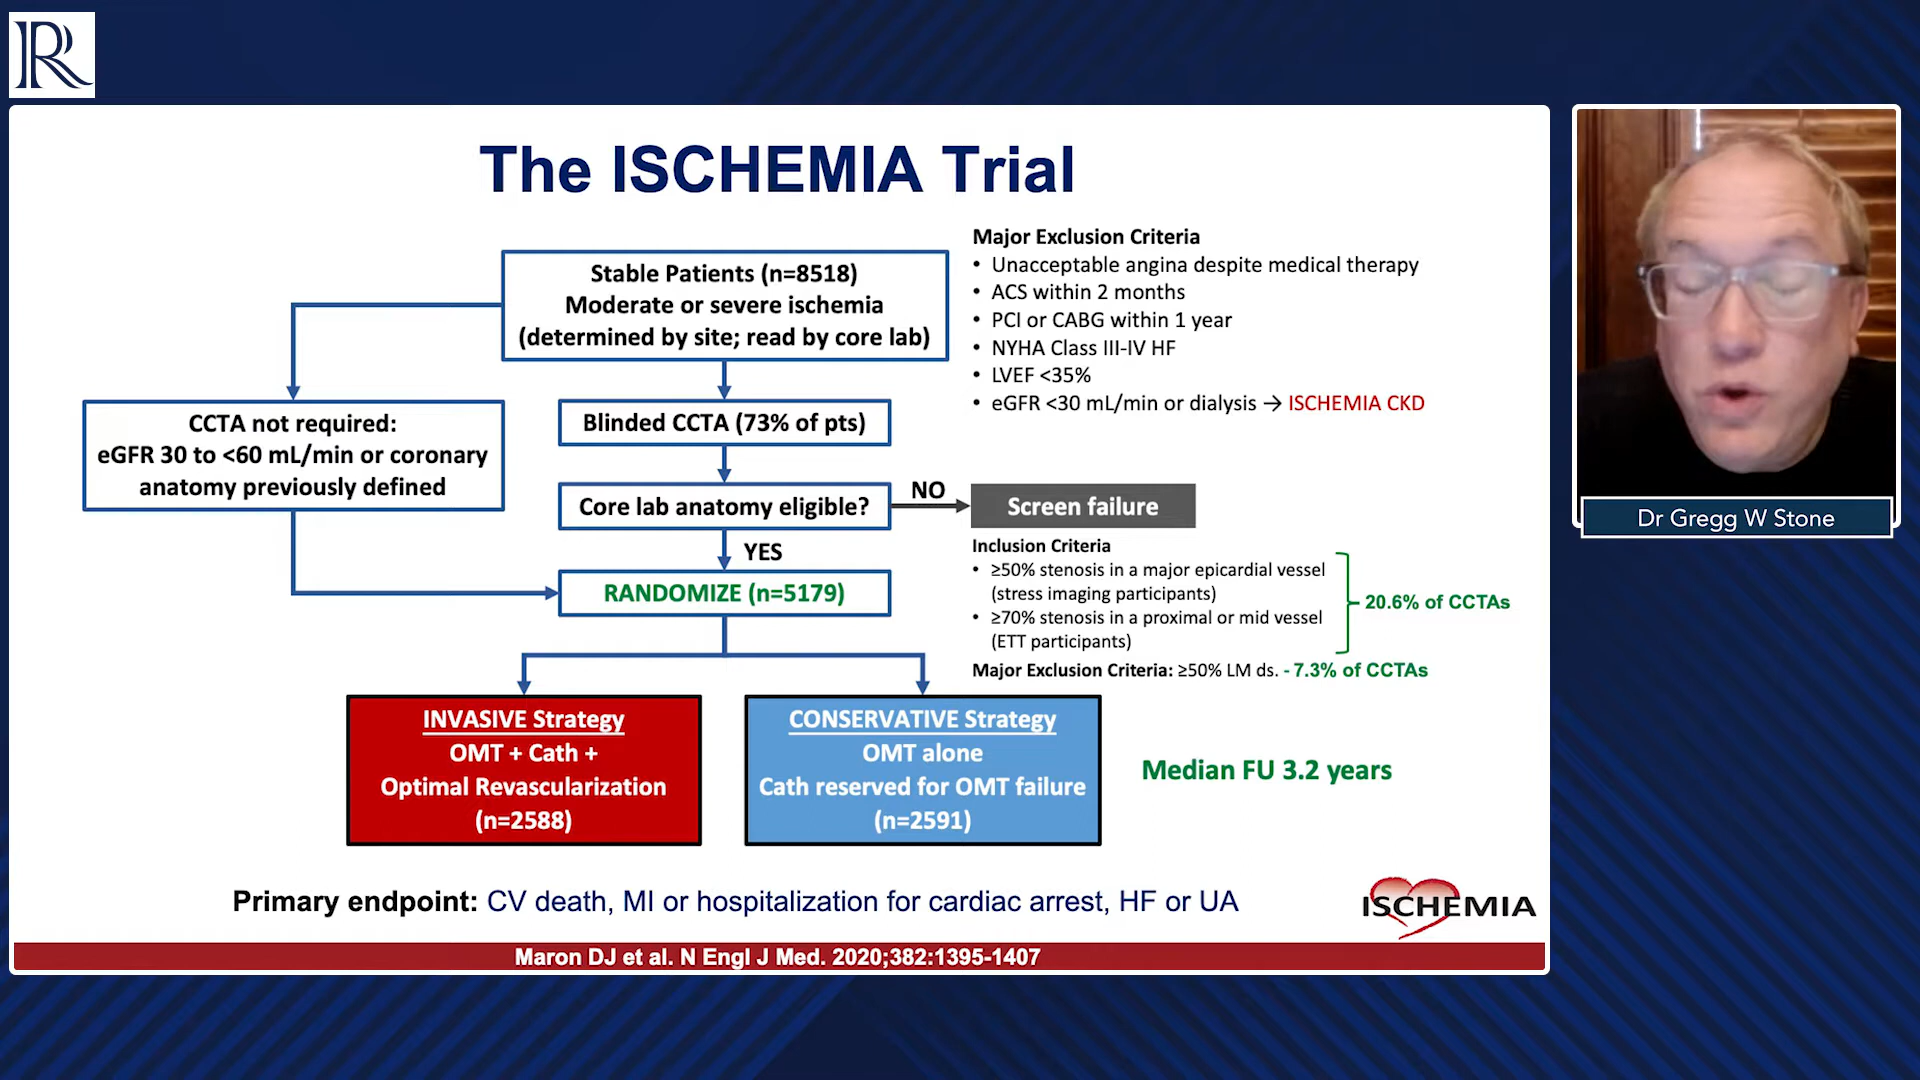 R
The ISCHEMIA Trial
Stable Patients (n=8518)
Moderate or severe ischemia
(determined by site; read by core lab)
Major Exclusion Criteria
• Unacceptable angina despite medical therapy
• ACS within 2 months
• PCI or CABG within 1 year
• NYHA Class III-IV HF
• LVEF <35%
• eGFR <30 mL/min or dialysis → ISCHEMIA CKD
CCTA not required:
eGFR 30 to <60 mL/min or coronary
anatomy previously defined
Blinded CCTA (73% of pts)
Core lab anatomy eligible?
NO
Screen failure
YES
RANDOMIZE (n=5179)
Inclusion Criteria
• ≥50% stenosis in a major epicardial vessel
(stress imaging participants)
• ≥70% stenosis in a proximal or mid vessel
(ETT participants)
20.6% of CCTAs
Major Exclusion Criteria: ≥50% LM ds. - 7.3% of CCTAs
INVASIVE Strategy
OMT + Cath +
Optimal Revascularization
(n=2588)
CONSERVATIVE Strategy
OMT alone
Cath reserved for OMT failure
(n=2591)
Median FU 3.2 years
Primary endpoint: CV death, MI or hospitalization for cardiac arrest, HF or UA
ISCHEMIA
Maron DJ et al. N Engl J Med. 2020;382:1395-1407
Dr Gregg W Stone